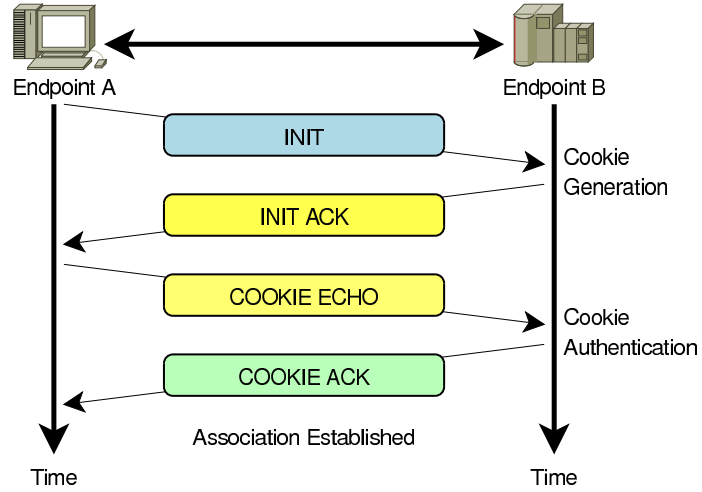 Endpoint A
Endpoint B
INIT
Cookie
Generation
INIT ACK
COOKIE ECHO
Cookie
Authentication
COOKIE ACK
Association Established
Time
Time